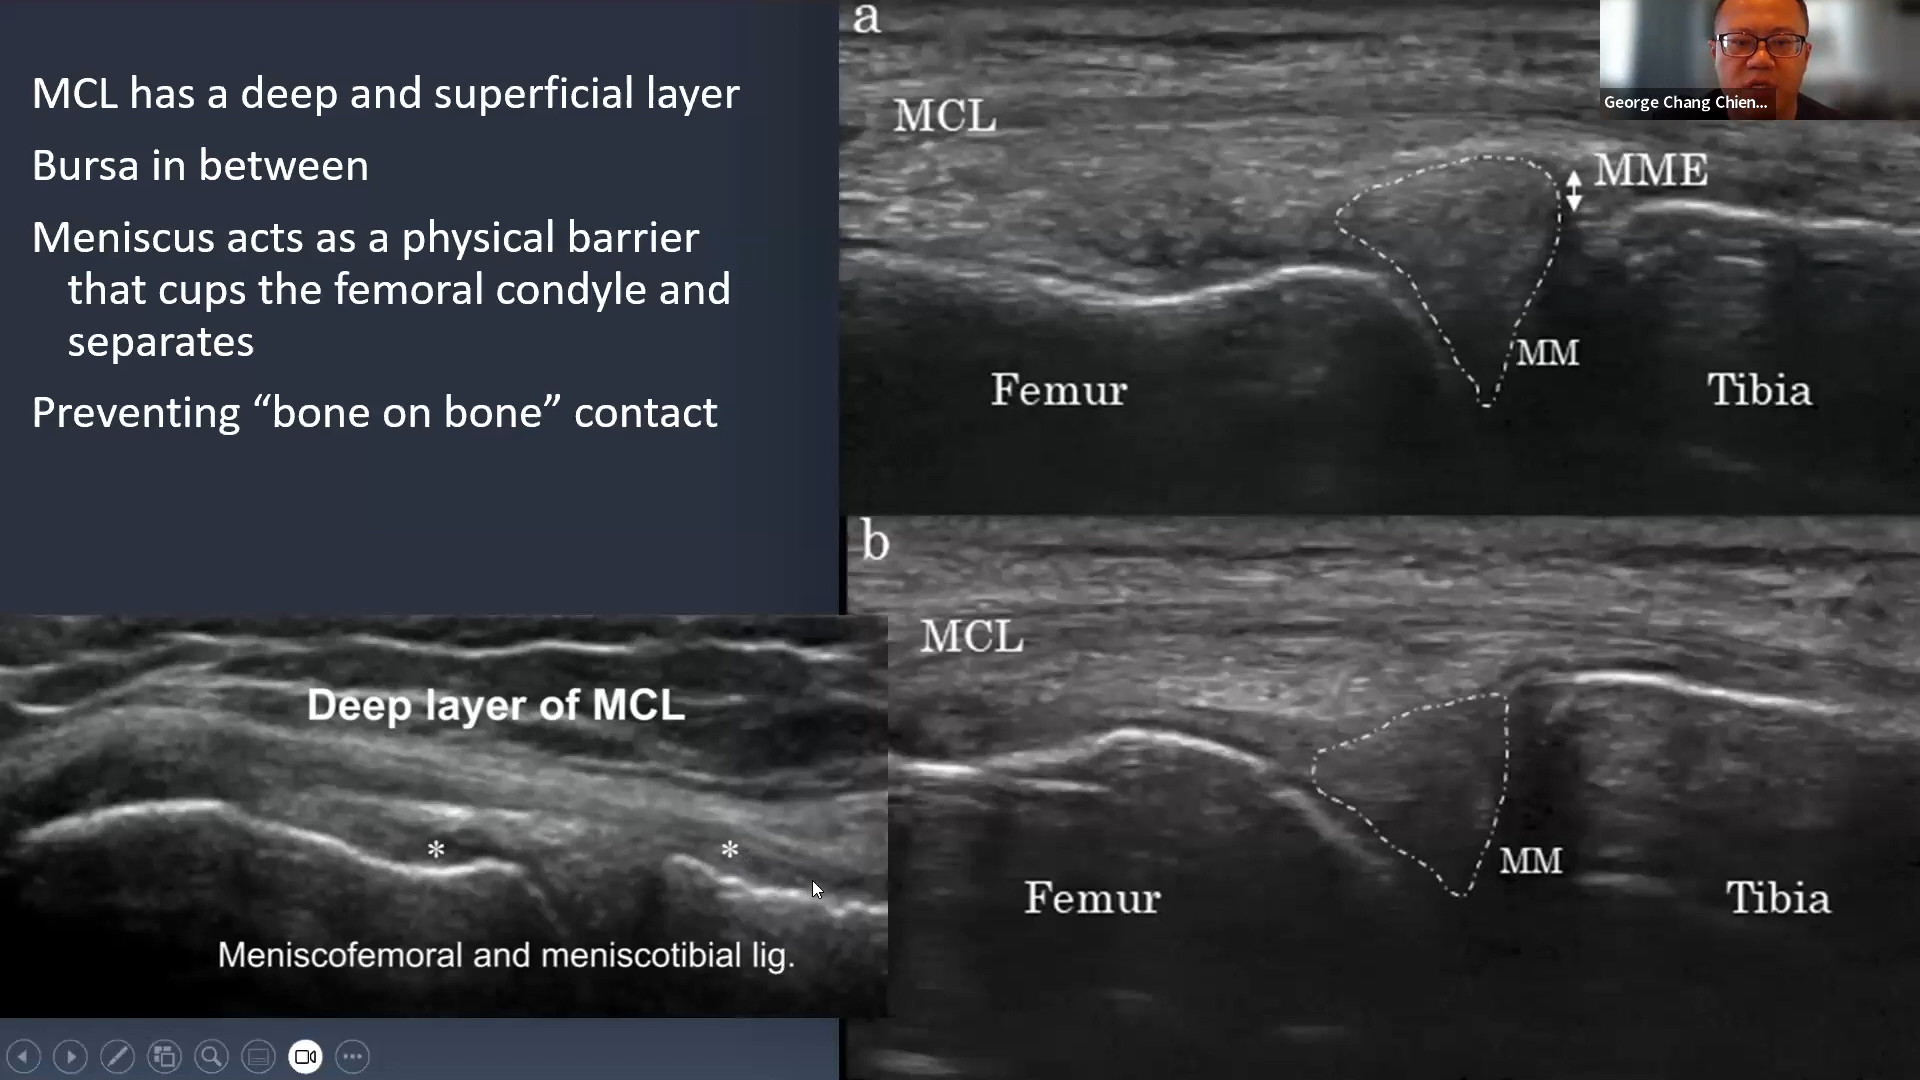 MCL has a deep and superficial layer
Bursa in between
Meniscus acts as a physical barrier
that cups the femoral condyle and
separates
Preventing “bone on bone” contact
Deep layer of MCL
*
*
Meniscofemoral and meniscotibial lig.
a
MCL
MME
MM
Femur
Tibia
b
MCL
MM
Femur
Tibia
George Chang Chien...